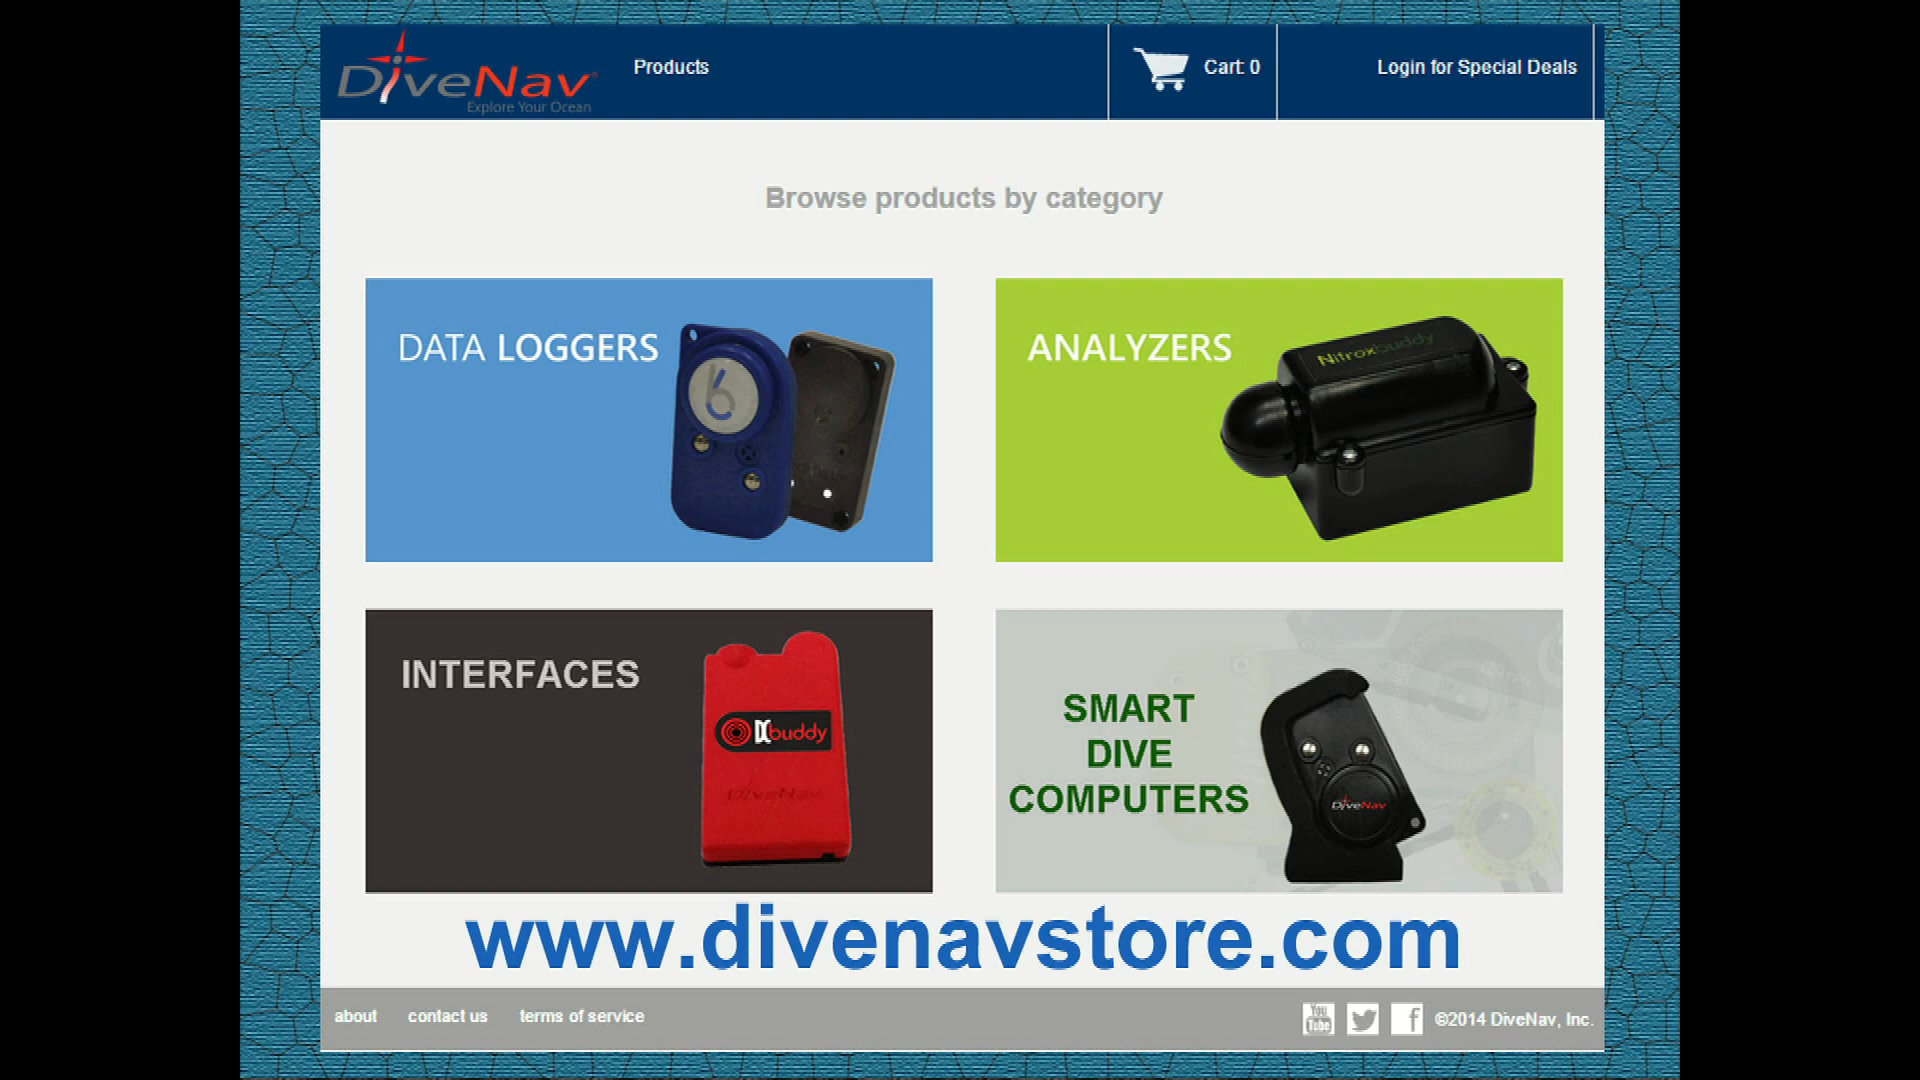 DiveNav
Explore Your Ocean
Products
Cart: 0
Login for Special Deals
Browse products by category
DATA LOGGERS
b
ANALYZERS
Nitroxbuddy
INTERFACES
DCbuddy
DiveNav
SMART
DIVE
COMPUTERS
DiveNav
www.divenavstore.com
about
contact us
terms of service
You
Tube
f
©2014 DiveNav, Inc.